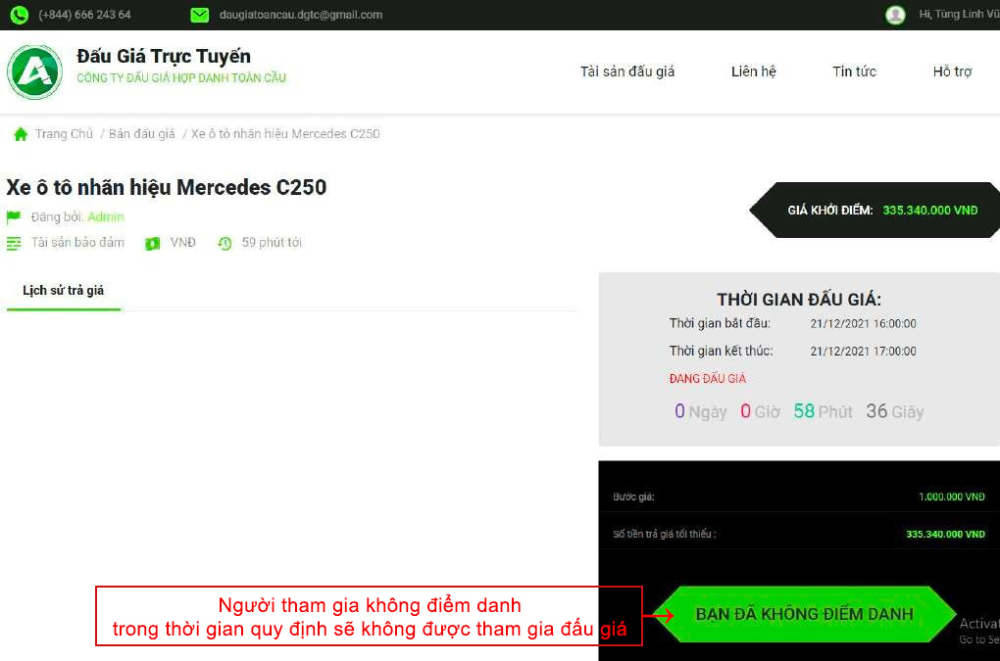 (+844) 666 243 64
daugiatoancau.dgtc@gmail.com
Hi, Tùng Linh Vũ
Đấu Giá Trực Tuyến
CÔNG TY ĐẤU GIÁ HỢP DANH TOÀN CẦU
Tài sản đấu giá
Liên hệ
Tin tức
Hỗ trợ
Trang Chủ / Bán đấu giá / Xe ô tô nhãn hiệu Mercedes C250
Xe ô tô nhãn hiệu Mercedes C250
Đăng bởi: Admin
Tài sản bảo đảm
VNĐ
59 phút tới
GIÁ KHỞI ĐIỂM: 335.340.000 VNĐ
Lịch sử trả giá
THỜI GIAN ĐẤU GIÁ:
Thời gian bắt đầu: 21/12/2021 16:00:00
Thời gian kết thúc: 21/12/2021 17:00:00
ĐANG ĐẤU GIÁ
0 Ngày 0 Giờ 58 Phút 36 Giây
Bước giá: 1.000.000 VNĐ
Số tiền trả giá tối thiểu : 335.340.000 VNĐ
Người tham gia không điểm danh
trong thời gian quy định sẽ không được tham gia đấu giá
BẠN ĐÃ KHÔNG ĐIỂM DANH
Activat
Go to Se